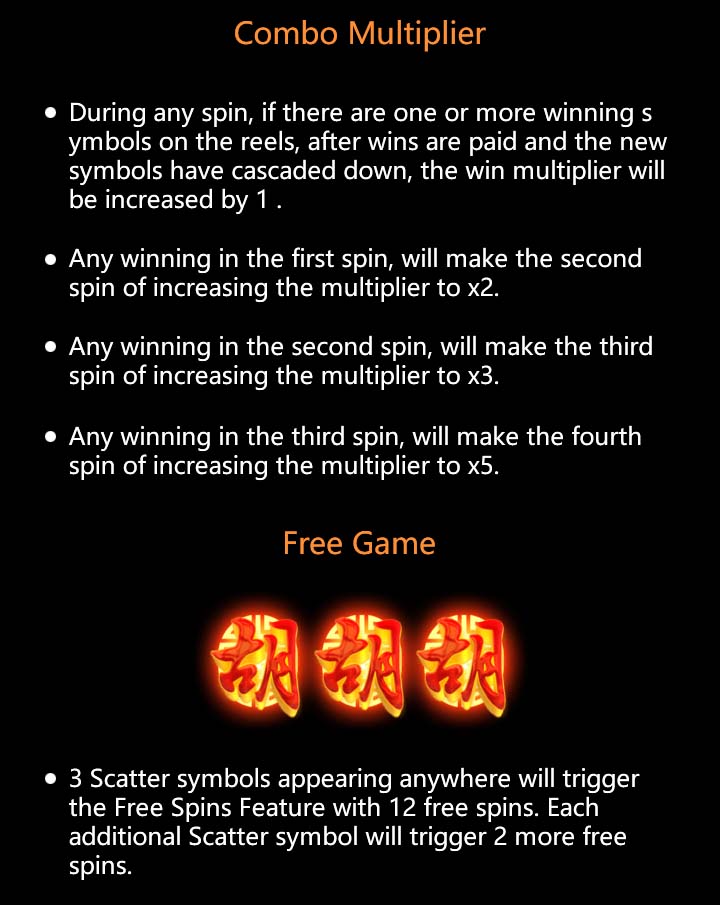 Combo Multiplier
• During any spin, if there are one or more winning s
ymbols on the reels, after wins are paid and the new
symbols have cascaded down, the win multiplier will
be increased by 1 .
• Any winning in the first spin, will make the second
spin of increasing the multiplier to x2.
• Any winning in the second spin, will make the third
spin of increasing the multiplier to x3.
• Any winning in the third spin, will make the fourth
spin of increasing the multiplier to x5.
Free Game
胡 胡 胡
• 3 Scatter symbols appearing anywhere will trigger
the Free Spins Feature with 12 free spins. Each
additional Scatter symbol will trigger 2 more free
spins.